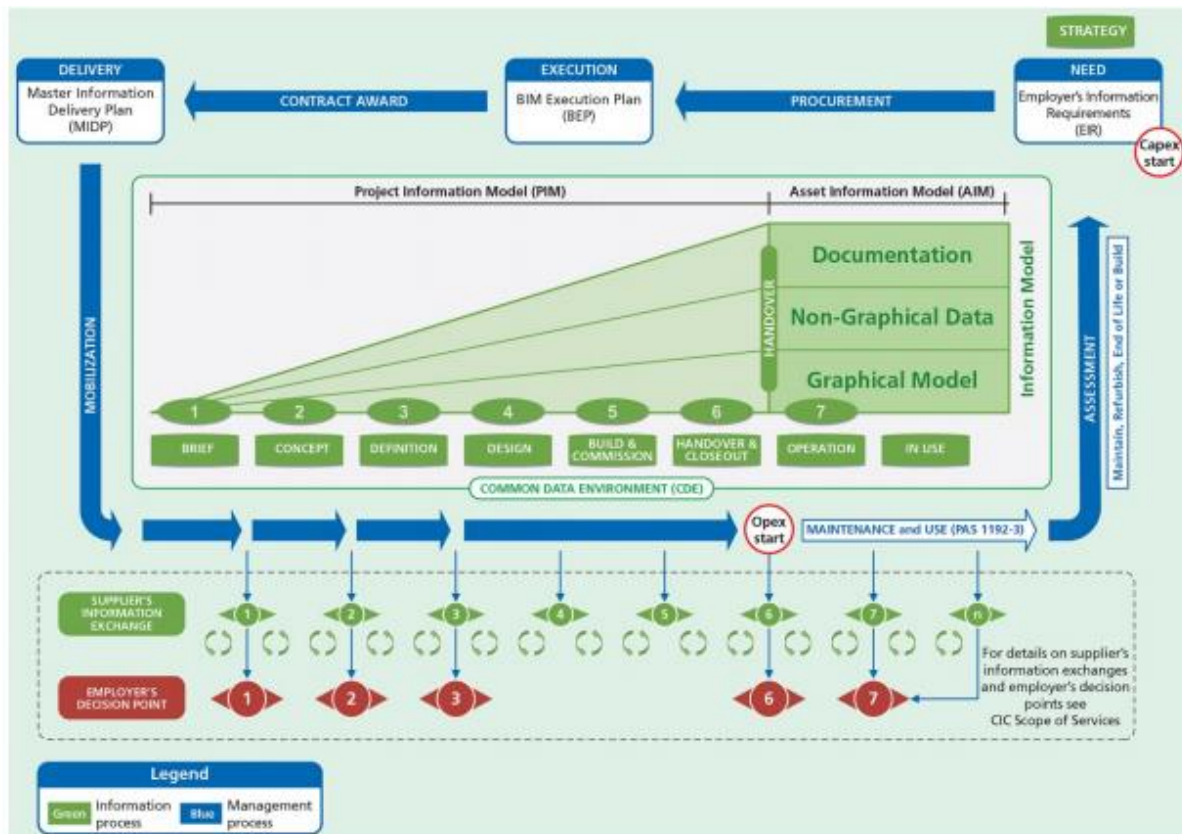 STRATEGY
DELIVERY
Master Information
Delivery Plan
(MIDP)
CONTRACT AWARD
EXECUTION
BIM Execution Plan
(BEP)
PROCUREMENT
NEED
Employer's Information
Requirements
(EIR)
Capex
start
Project Information Model (PIM)
Asset Information Model (AIM)
MOBILIZATION
Documentation
Non-Graphical Data
Graphical Model
HANDOVER
Information Model
ASSESSMENT
Maintain, Refurbish, End of Life or Build
1 2 3 4 5 6 7
BRIEF
CONCEPT
DEFINITION
DESIGN
BUILD &
COMMISSION
HANDOVER &
CLOSEOUT
OPERATION
IN USE
COMMON DATA ENVIRONMENT (CDE)
Opex
start
MAINTENANCE and USE (PAS 1192-3)
SUPPLIER'S
INFORMATION
EXCHANGE
1 2 3 4 5 6 7 n
EMPLOYER'S
DECISION POINT
1 2 3 6 7
For details on supplier's
information exchanges
and employer's decision
points see
CIC Scope of Services
Legend
Green Information
process
Blue Management
process